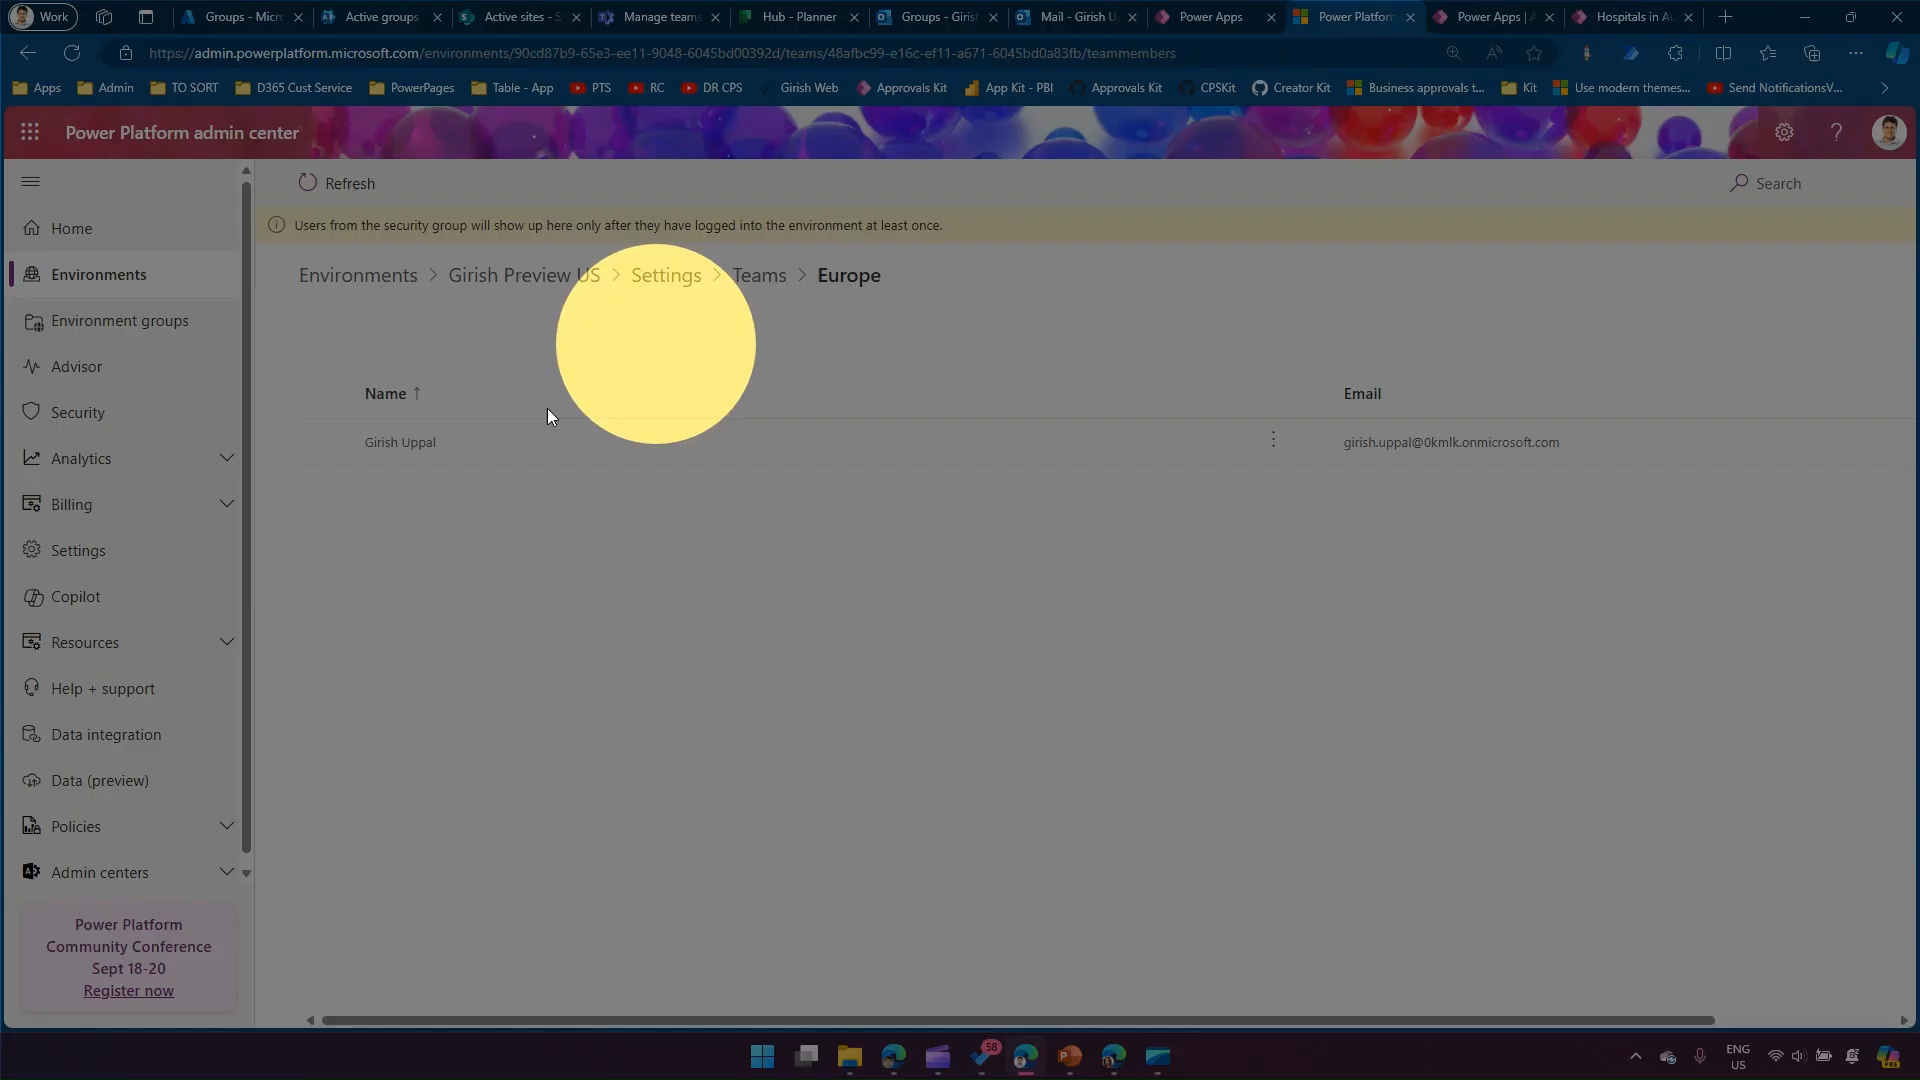 Work
Groups - Micro
Active groups
Active sites - S
Manage teams
Hub - Planner
Groups - Girish
Mail - Girish U
Power Apps
Power Platform
Power Apps |
Hospitals in Au
https://admin.powerplatform.microsoft.com/environments/90cd87b9-65e3-ee11-9048-6045bd00392d/teams/48afbc99-e16c-ef11-a671-6045bd0a83fb/teammembers
Apps
Admin
TO SORT
D365 Cust Service
PowerPages
Table - App
PTS
RC
DR CPS
Girish Web
Approvals Kit
App Kit - PBI
Approvals Kit
CPSKit
Creator Kit
Business approvals t...
Kit
Use modern themes...
Send NotificationsV...
Power Platform admin center
Refresh
Search
Users from the security group will show up here only after they have logged into the environment at least once.
Home
Environments
Environment groups
Advisor
Security
Analytics
Billing
Settings
Copilot
Resources
Help + support
Data integration
Data (preview)
Policies
Admin centers
Power Platform
Community Conference
Sept 18-20
Register now
Environments > Girish Preview US > Settings > Teams > Europe
Name ↑
Email
Girish Uppal
girish.uppal@0kmlk.onmicrosoft.com
58
ENG
US